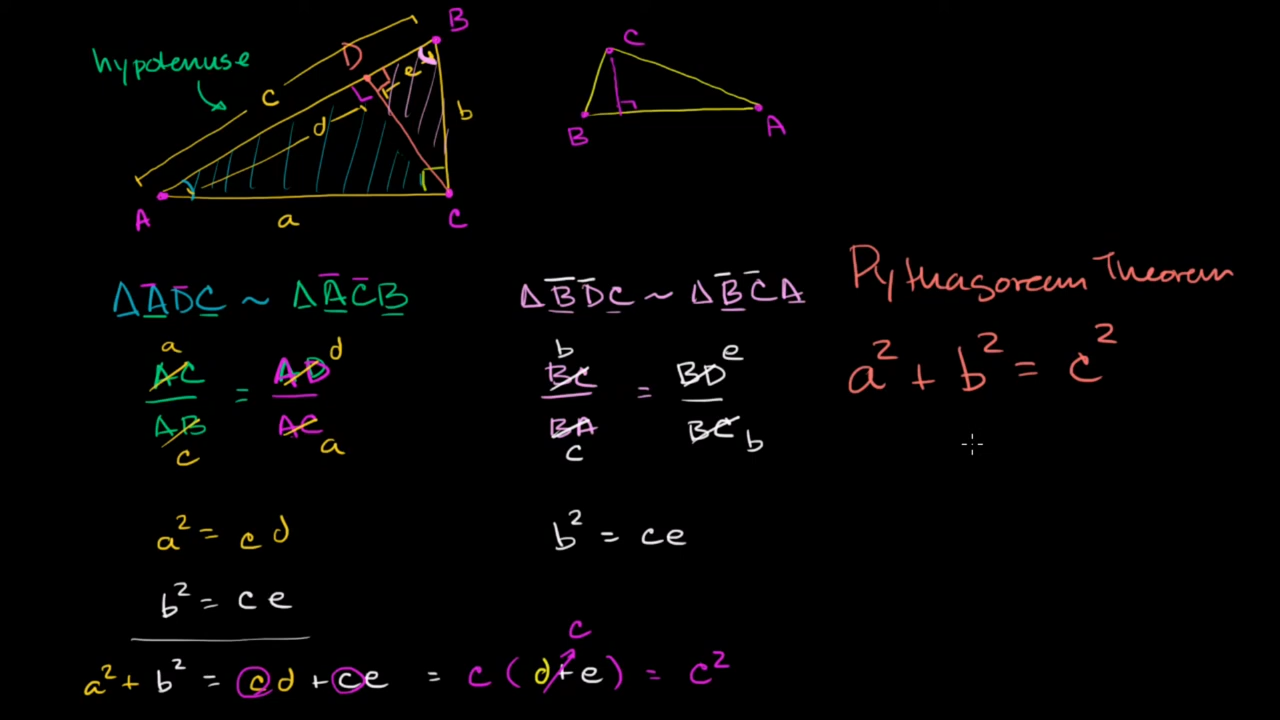 hypotenuse
B
D
c
e
L
d
b
A
a
C
C
B
A
Pythagorean Theorem
a² + b² = c²
ΔADC ~ ΔACB
AC/AB = AD/AC
a
c
d
a
ΔBDC ~ ΔBCA
BC/BA = BD/BC
b
c
e
b
a² = cd
b² = ce
b² = ce
a² + b² = cd + ce = c(d+e) = c²
c